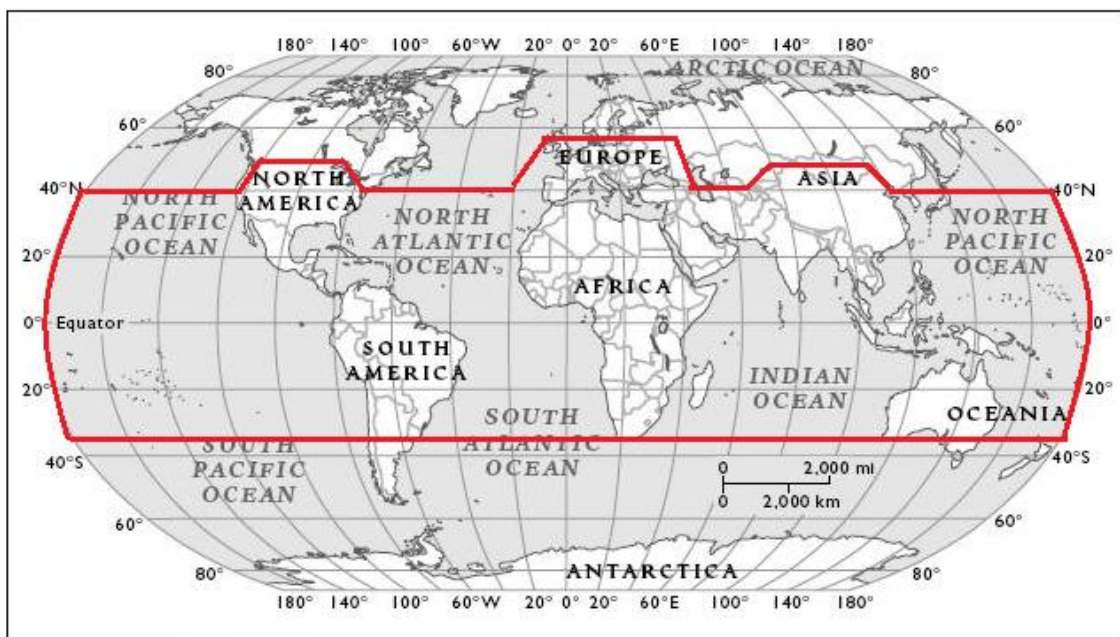 180° 140° 100° 60°W 20° 0° 20° 60°E 100° 140° 180°
80° ARCTIC OCEAN 80°
60° 60°
EUROPE
40°N NORTH ASIA 40°N
AMERICA
NORTH
PACIFIC
OCEAN
NORTH
ATLANTIC
OCEAN
NORTH
PACIFIC
OCEAN
20° 20°
AFRICA
0° Equator 0°
SOUTH
AMERICA
20° 20°
INDIAN
OCEAN
OCEANIA
SOUTH
ATLANTIC
OCEAN
40°S 40°S
SOUTH
PACIFIC
OCEAN
0 2,000 mi
0 2,000 km
60° 60°
80° ANTARCTICA 80°
180° 140° 100° 60°W 20° 0° 20° 60°E 100° 140° 180°